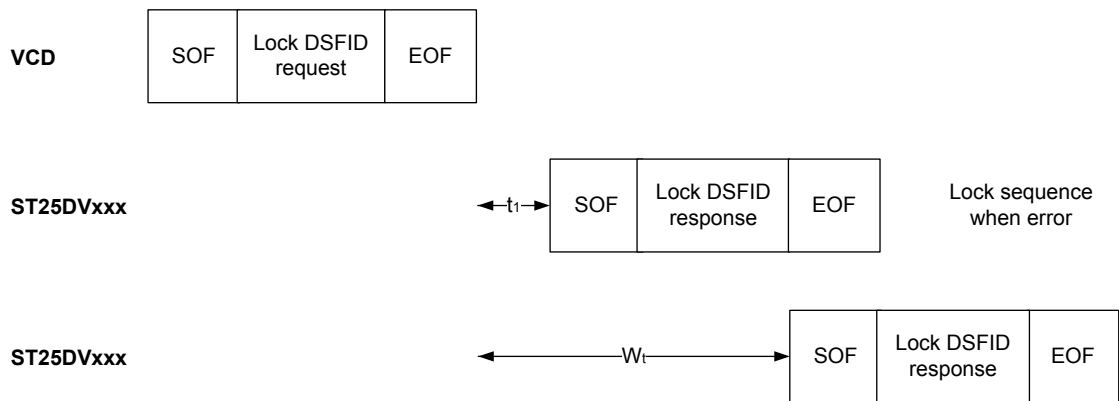 VCD
SOF
Lock DSFID
request
EOF
ST25DVxxx
t1
SOF
Lock DSFID
response
EOF
Lock sequence
when error
ST25DVxxx
Wt
SOF
Lock DSFID
response
EOF